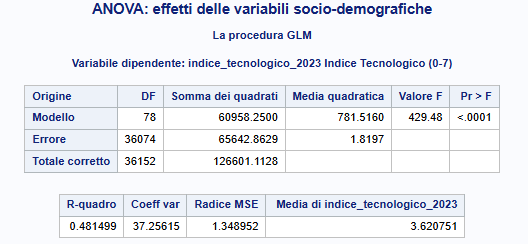 ANOVA: effetti delle variabili socio-demografiche
La procedura GLM
Variabile dipendente: indice_tecnologico_2023 Indice Tecnologico (0-7)
Origine DF Somma dei quadrati Media quadratica Valore F Pr > F
Modello 78 60958.2500 781.5160 429.48 <.0001
Errore 36074 65642.8629 1.8197
Totale corretto 36152 126601.1128
R-quadro Coeff var Radice MSE Media di indice_tecnologico_2023
0.481499 37.25615 1.348952 3.620751